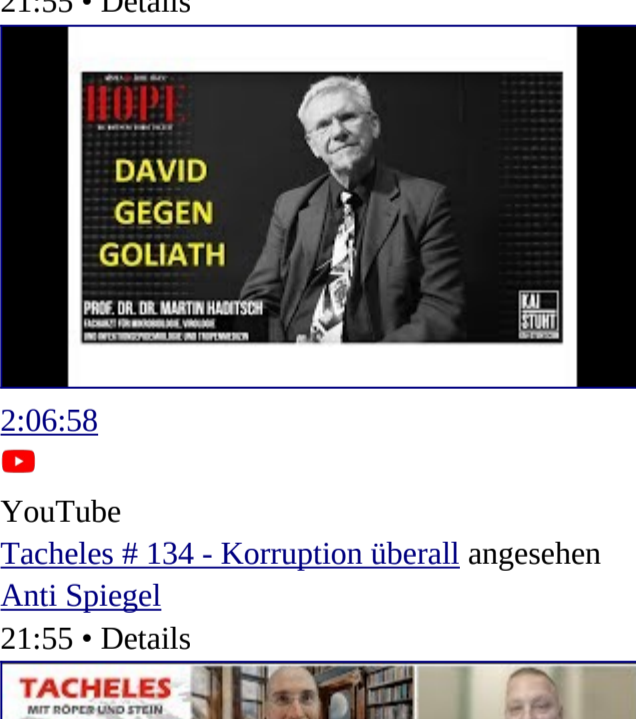 21:55 • Details
HOPE
DAVID
GEGEN
GOLIATH
PROF. DR. DR. MARTIN HADITSCH
FACHARZT FÜR MIKROBIOLOGIE, VIROLOGIE
UND INFEKTIONSEPIDEMIOLOGIE UND TROPENMEDIZIN
KAI
STUHT
2:06:58
YouTube
Tacheles # 134 - Korruption überall angesehen
Anti Spiegel
21:55 • Details
TACHELES
MIT RÖPER UND STEIN